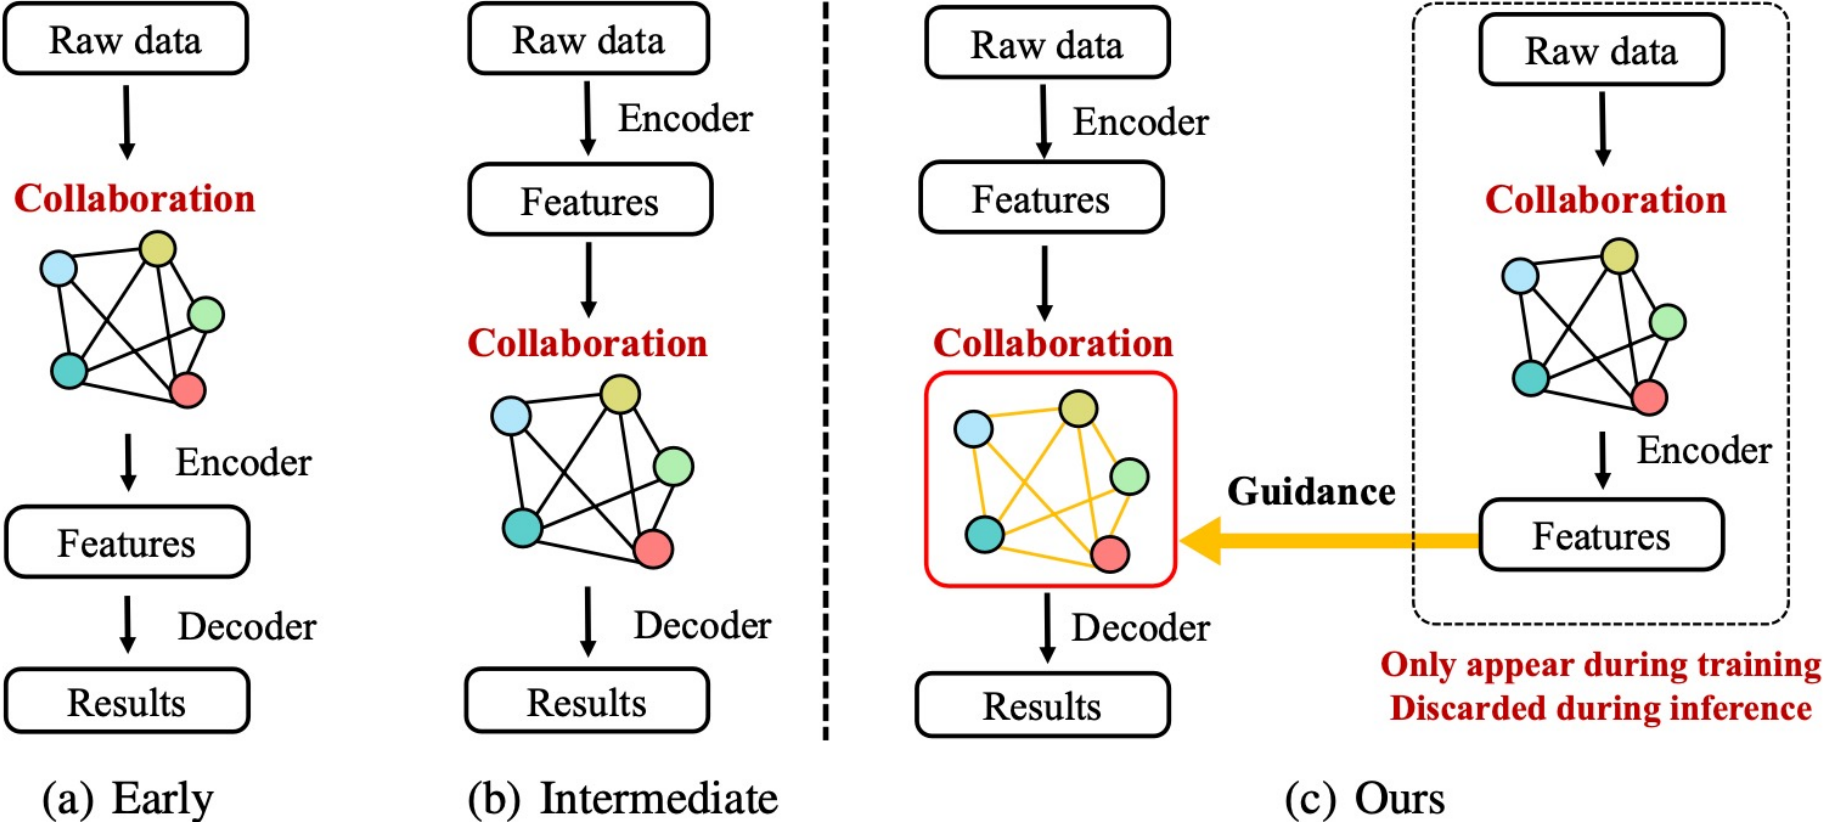 Raw data
Collaboration
Encoder
Features
Decoder
Results
(a) Early
Raw data
Encoder
Features
Collaboration
Decoder
Results
(b) Intermediate
Raw data
Encoder
Features
Collaboration
Guidance
Decoder
Results
Raw data
Collaboration
Encoder
Features
Only appear during training
Discarded during inference
(c) Ours